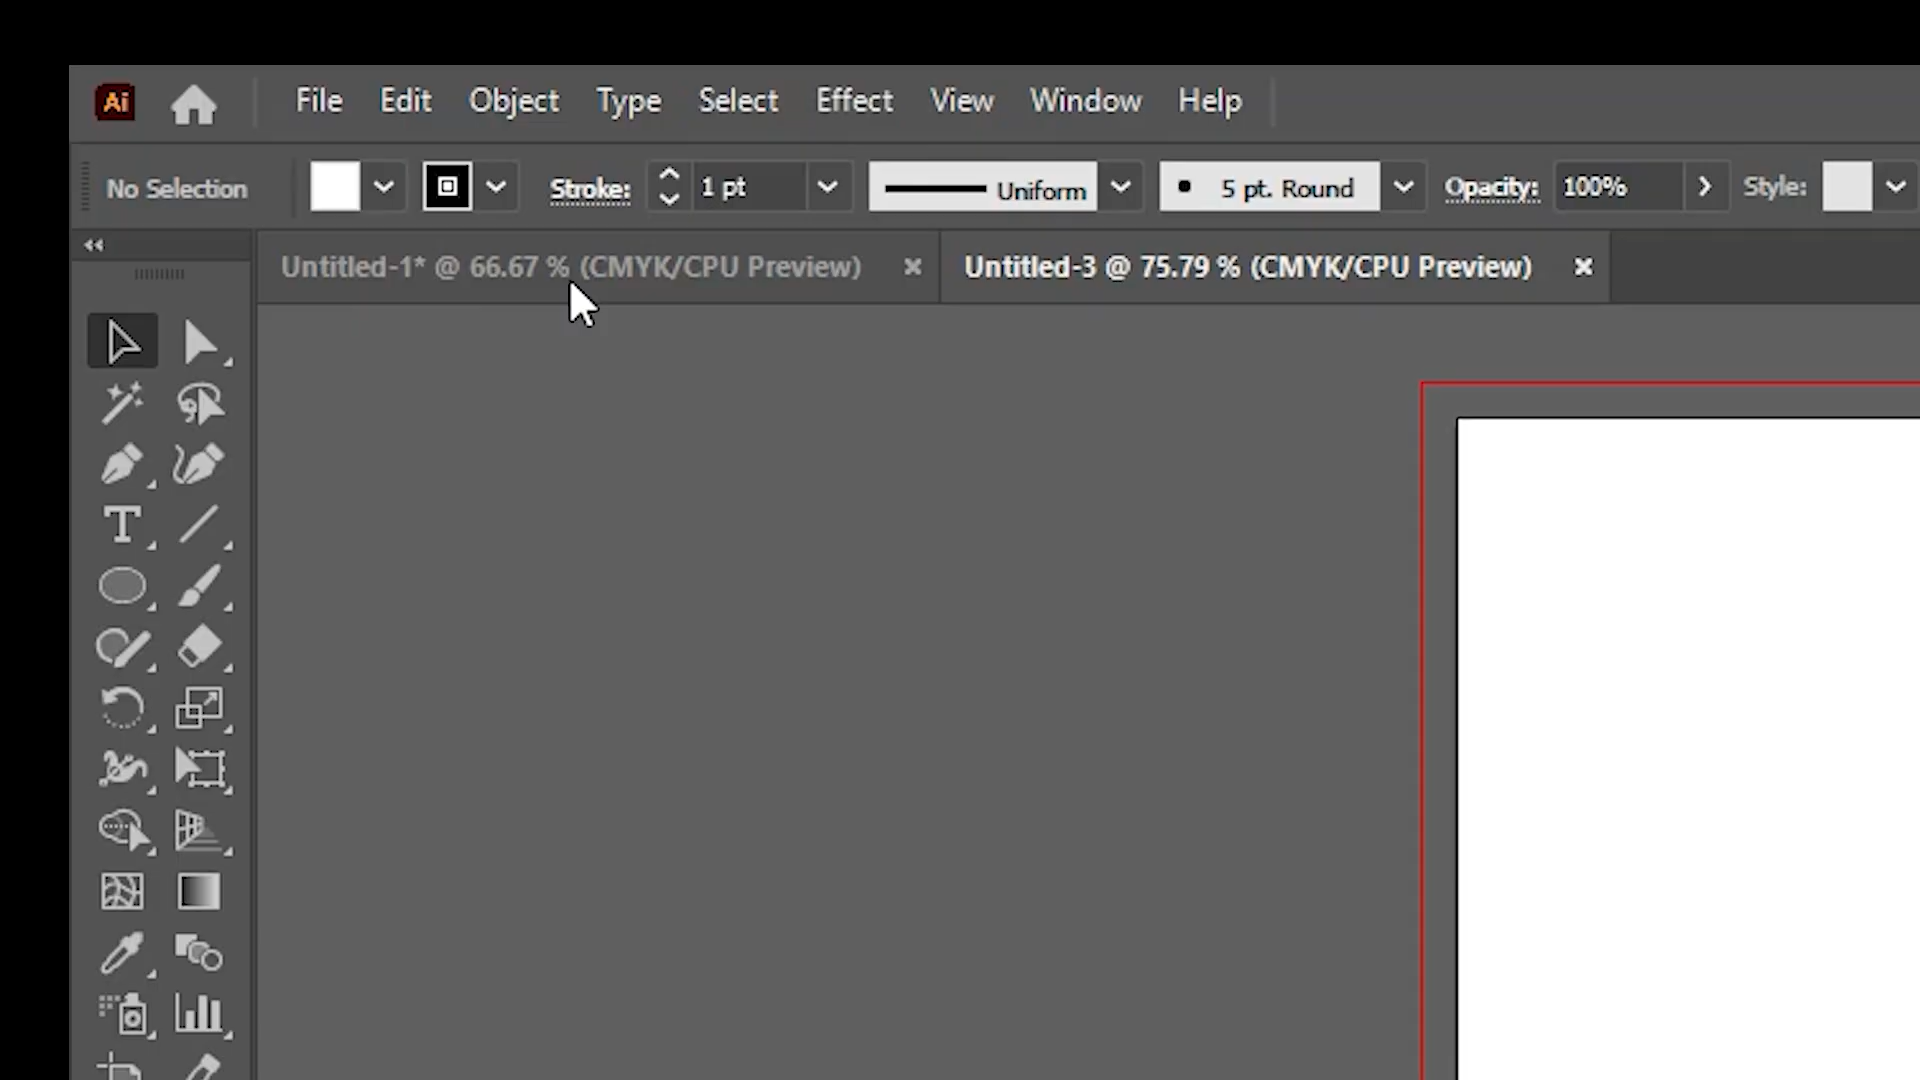 Ai File Edit Object Type Select Effect View Window Help
No Selection Stroke: 1 pt Uniform 5 pt. Round Opacity: 100% Style:
Untitled-1* @ 66.67 % (CMYK/CPU Preview) Untitled-3 @ 75.79 % (CMYK/CPU Preview)